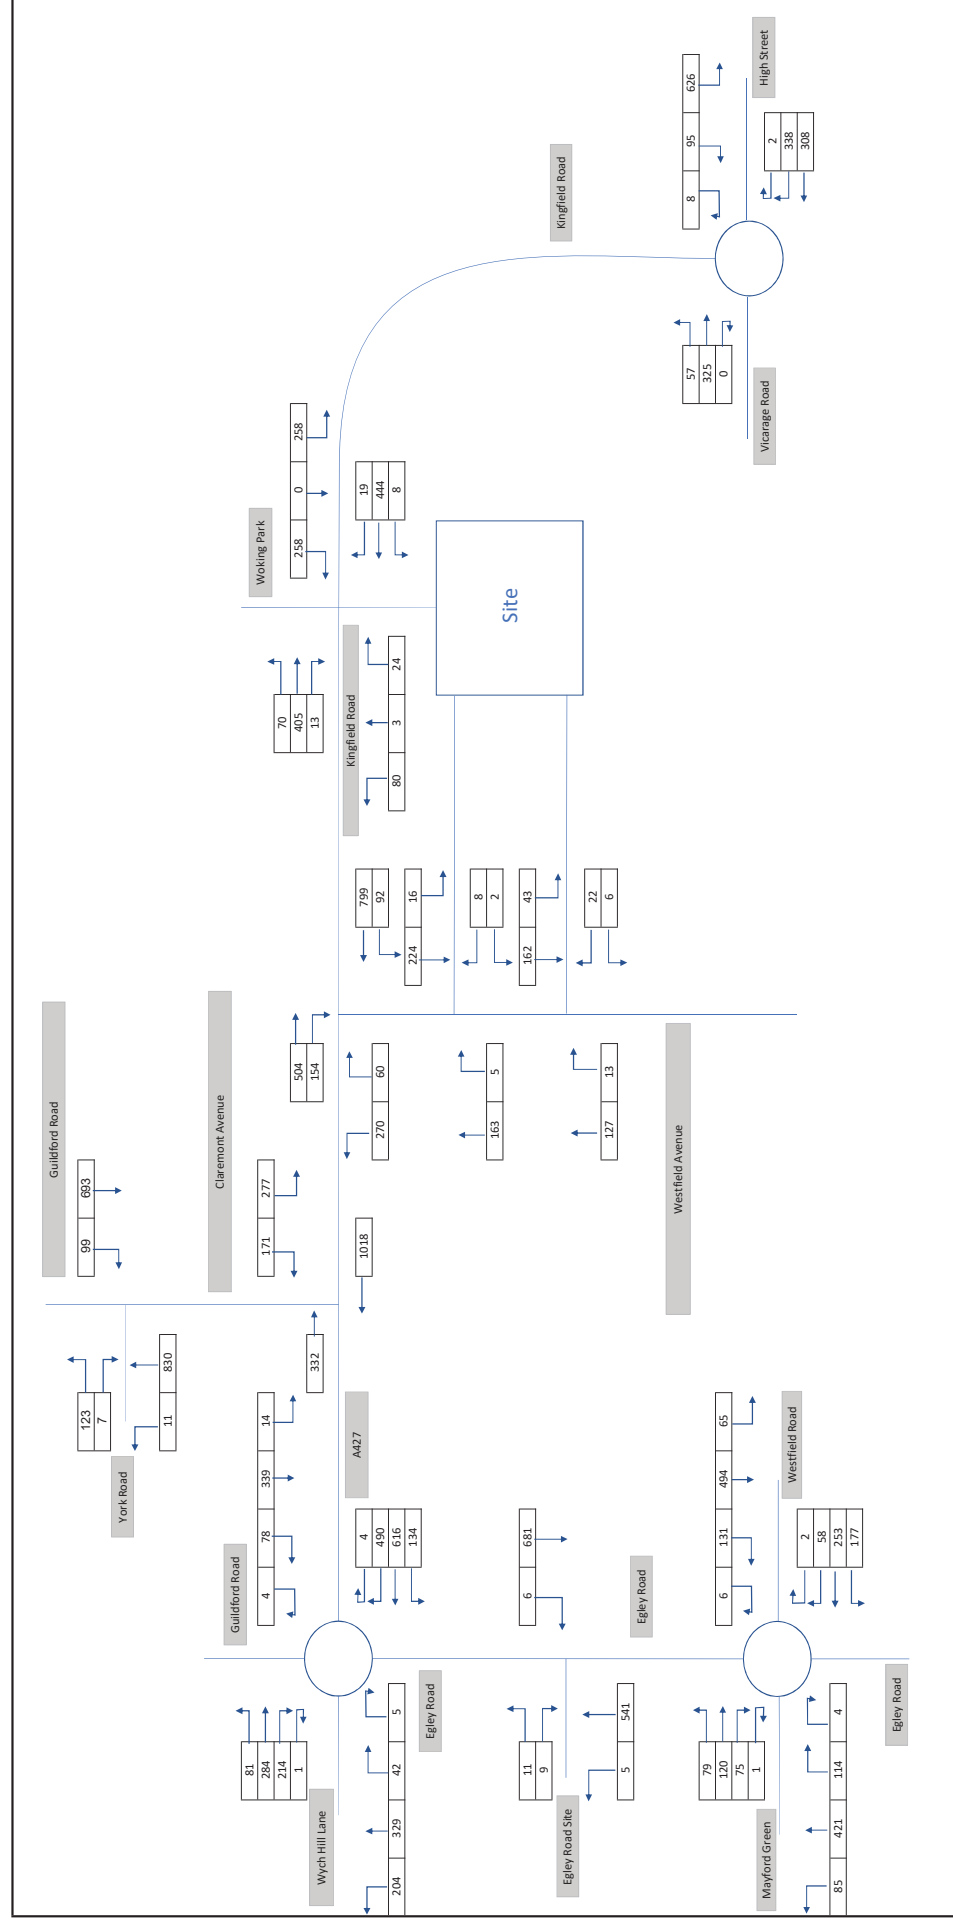 Guildford Road
99 693
York Road
123
7
11 830
Claremont Avenue
171 277
504
154
332
1018
60
270
Guildford Road
4 78 339 14
A427
4
490
616
134
Wych Hill Lane
81
284
214
1
204 329 42 5
Egley Road
Woking Park
258 0 258
19
444
8
70
405
13
Kingfield Road
80 3 24
Site
799
92
224 16
8
2
162 43
22
6
163 5
127 13
Westfield Avenue
Kingfield Road
8 95 626
High Street
2
338
308
57
325
0
Vicarage Road
6 681
Egley Road
11
9
5 541
Egley Road Site
6 131 494 65
Westfield Road
2
58
253
177
79
120
75
1
Mayford Green
85 421 114 4
Egley Road